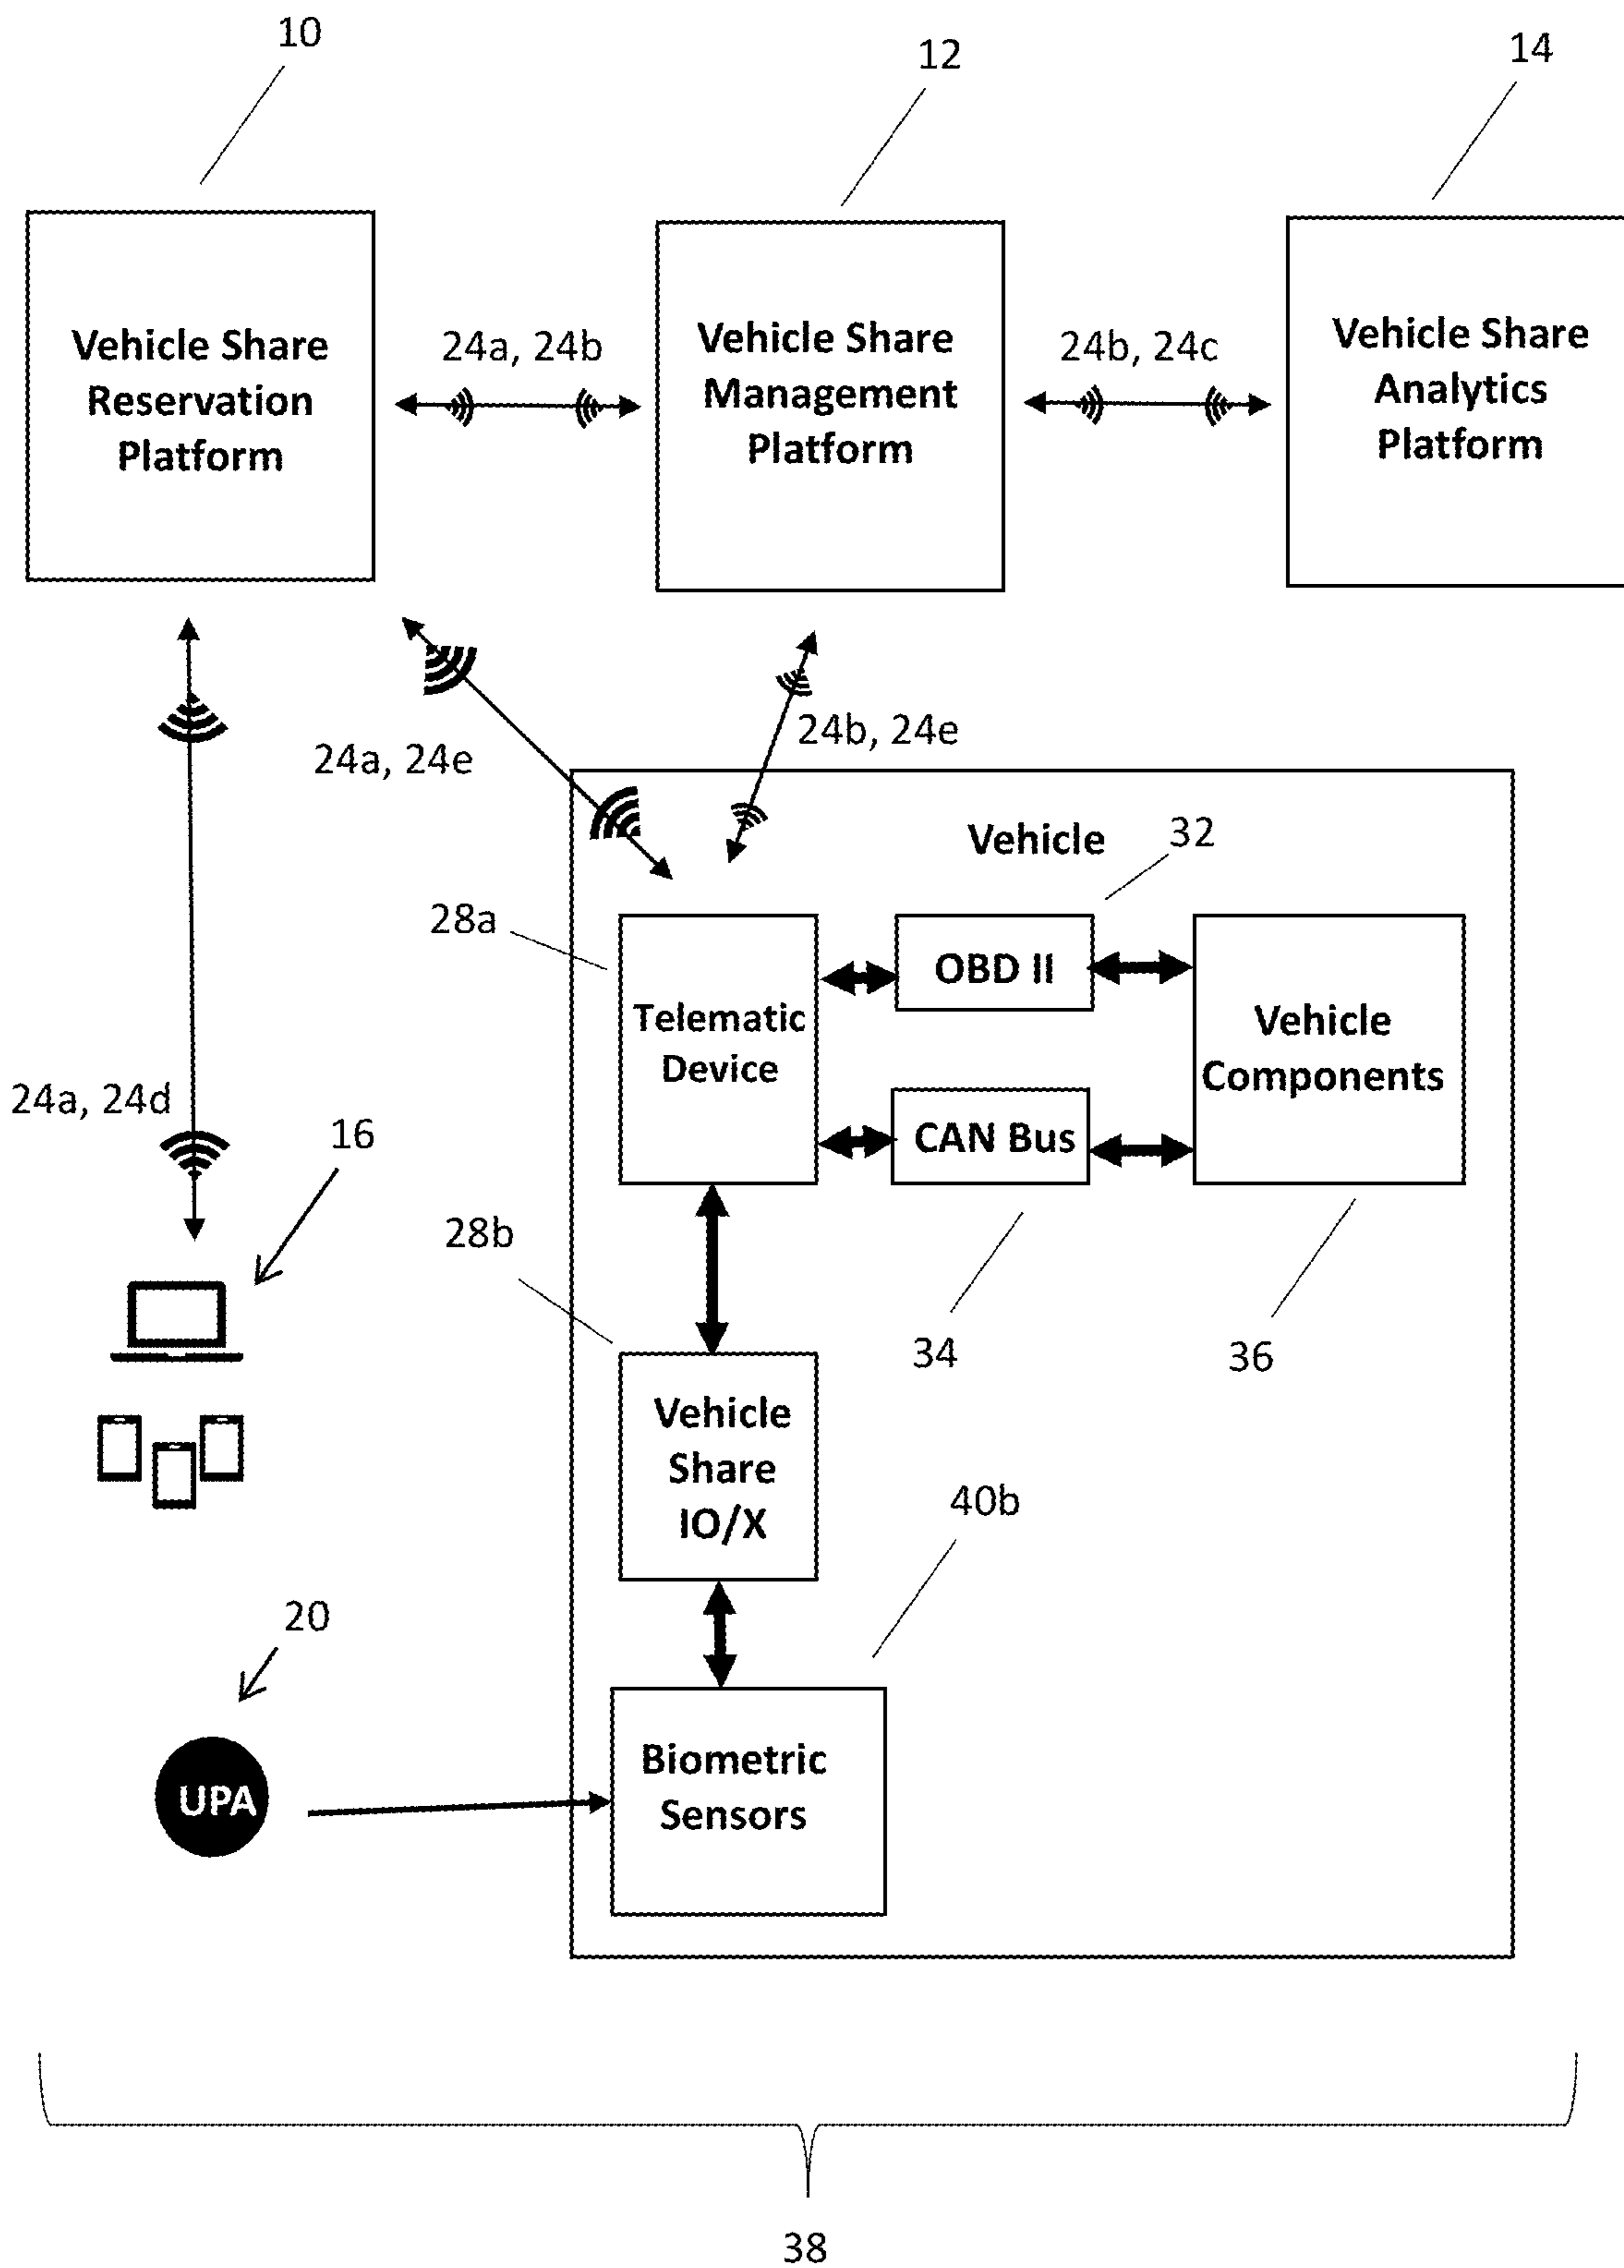 10
12
14
Vehicle Share
Reservation
Platform
24a, 24b
Vehicle Share
Management
Platform
24b, 24c
Vehicle Share
Analytics
Platform
24a, 24e
24b, 24e
24a, 24d
16
Vehicle
32
28a
Telematic
Device
OBD II
CAN Bus
Vehicle
Components
28b
34
36
Vehicle
Share
IO/X
40b
20
UPA
Biometric
Sensors
38